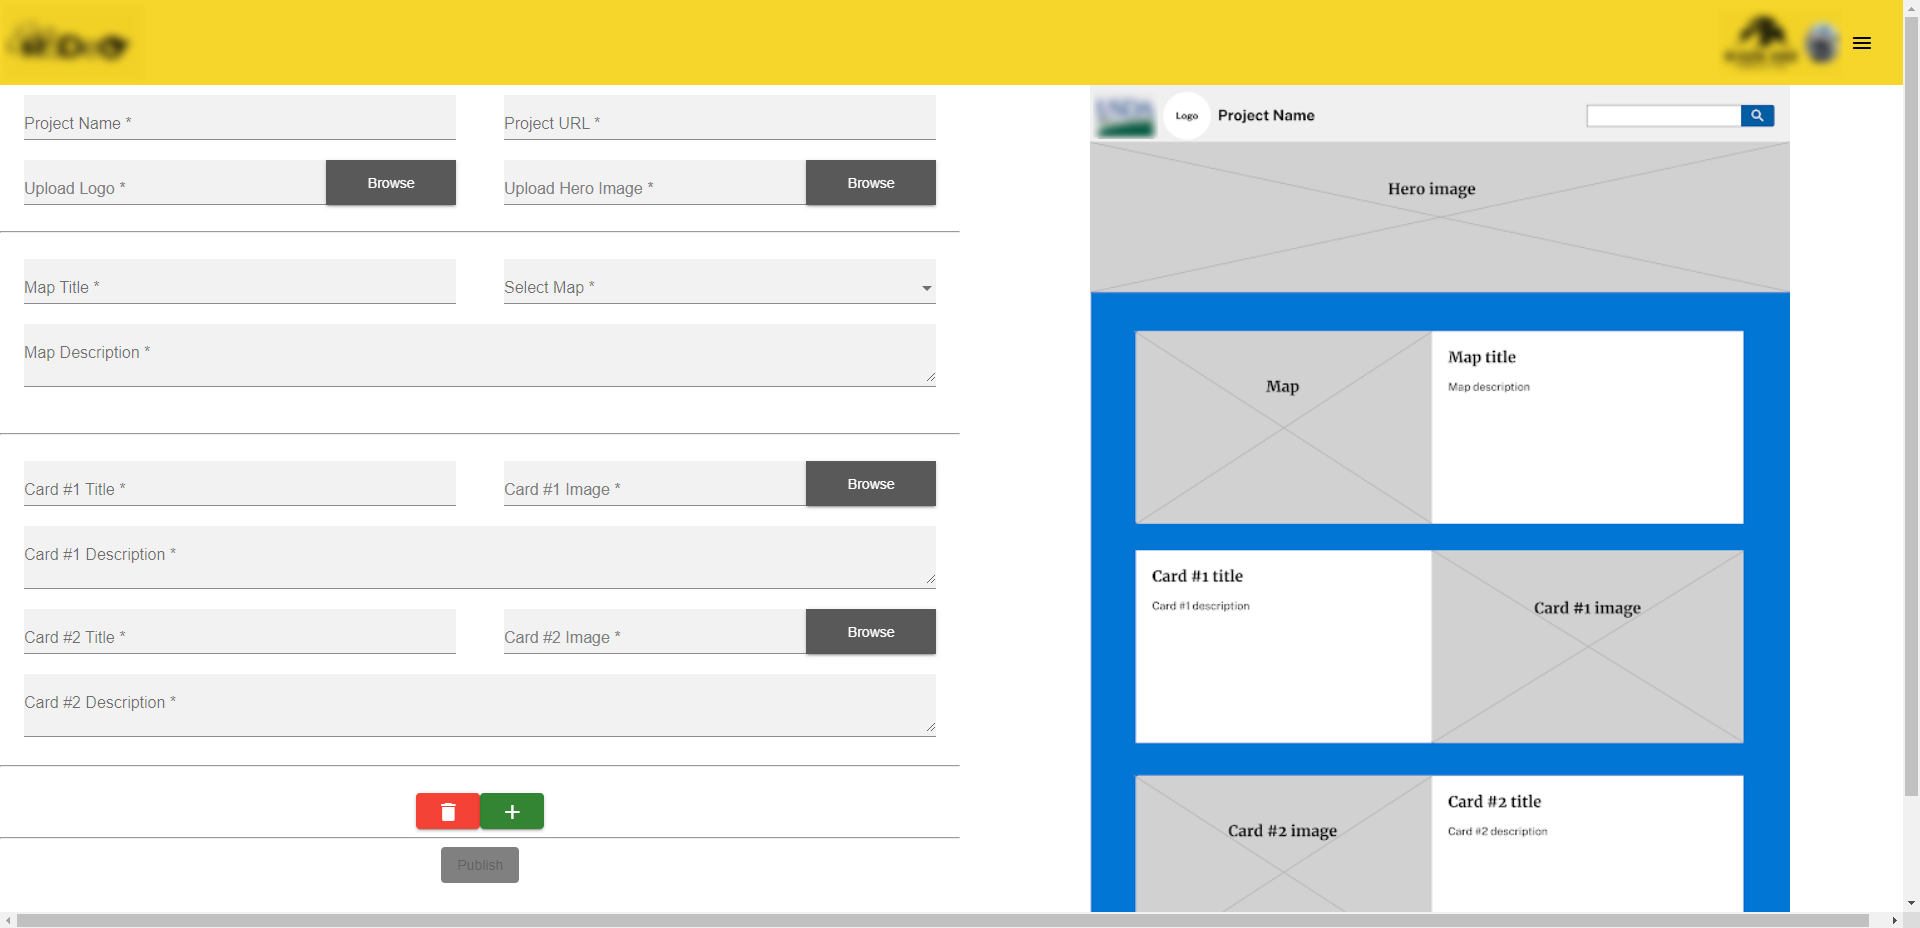 Project Name *
Project URL *
Upload Logo *
Browse
Upload Hero Image *
Browse
Map Title *
Select Map *
Map Description *
Card #1 Title *
Card #1 Image *
Browse
Card #1 Description *
Card #2 Title *
Card #2 Image *
Browse
Card #2 Description *
Publish
USDA
Logo
Project Name
Hero image
Map
Map title
Map description
Card #1 title
Card #1 description
Card #1 image
Card #2 image
Card #2 title
Card #2 description